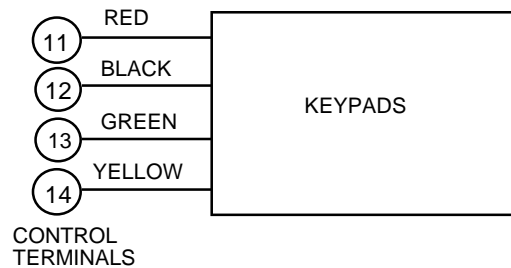 RED
11
BLACK
12
KEYPADS
GREEN
13
YELLOW
14
CONTROL
TERMINALS